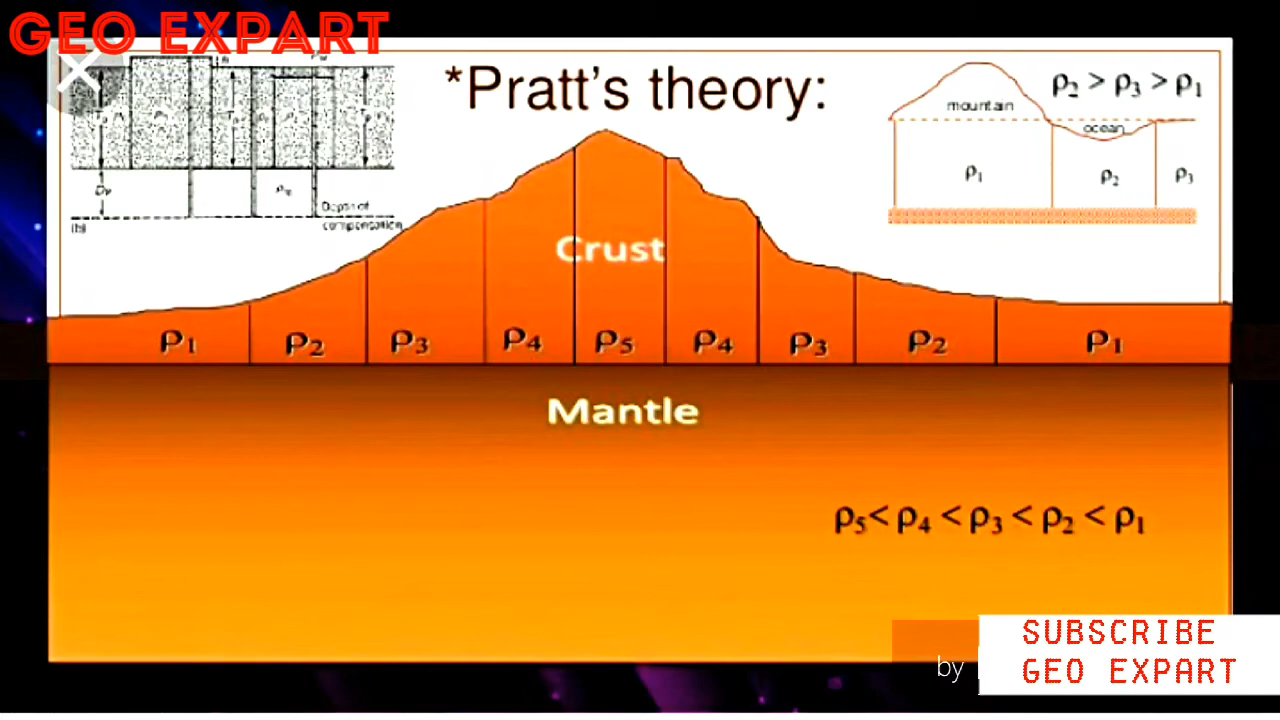 GEO EXPART
*Pratt's theory:
ρ2 > ρ3 > ρ1
mountain
ocean
ρ1
ρ2
ρ3
Depth of
compensation
(b)
Crust
ρ1
ρ2
ρ3
ρ4
ρ5
ρ4
ρ3
ρ2
ρ1
Mantle
ρ5< ρ4 < ρ3 < ρ2 < ρ1
by
SUBSCRIBE
GEO EXPART